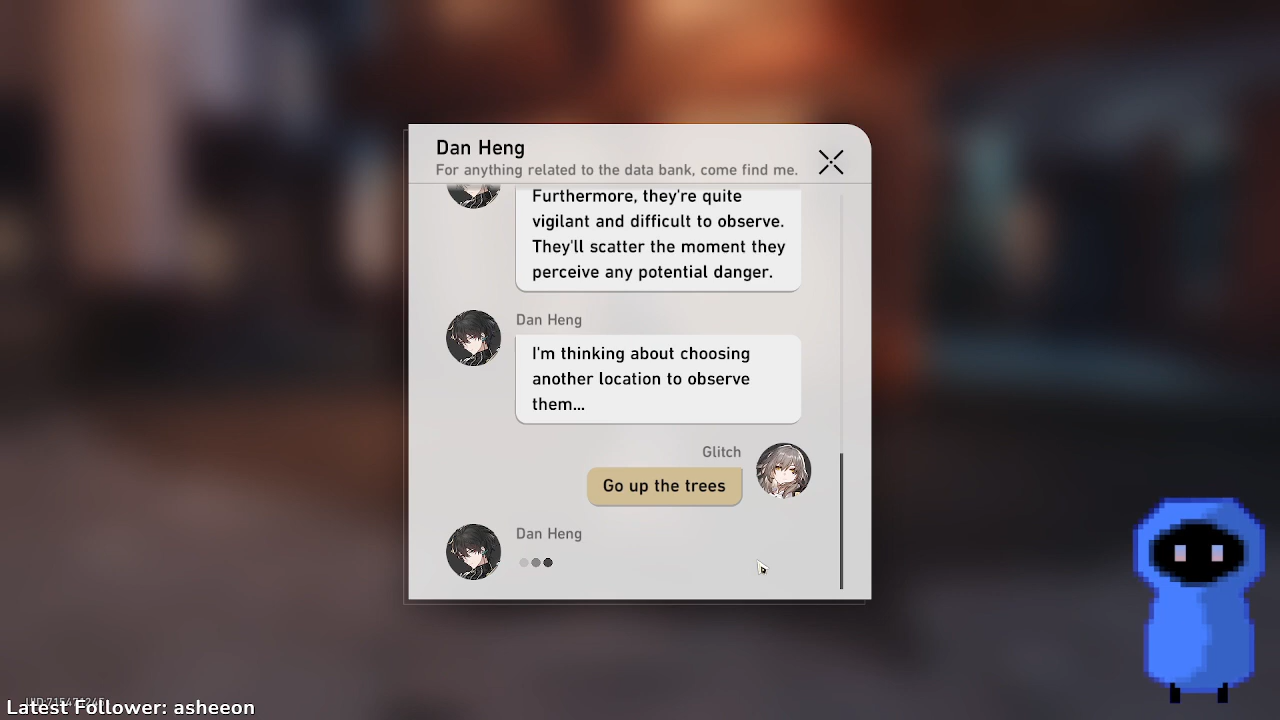 Dan Heng
For anything related to the data bank, come find me.
Furthermore, they're quite
vigilant and difficult to observe.
They'll scatter the moment they
perceive any potential danger.
Dan Heng
I'm thinking about choosing
another location to observe
them...
Glitch
Go up the trees
Dan Heng
Latest Follower: asheeon